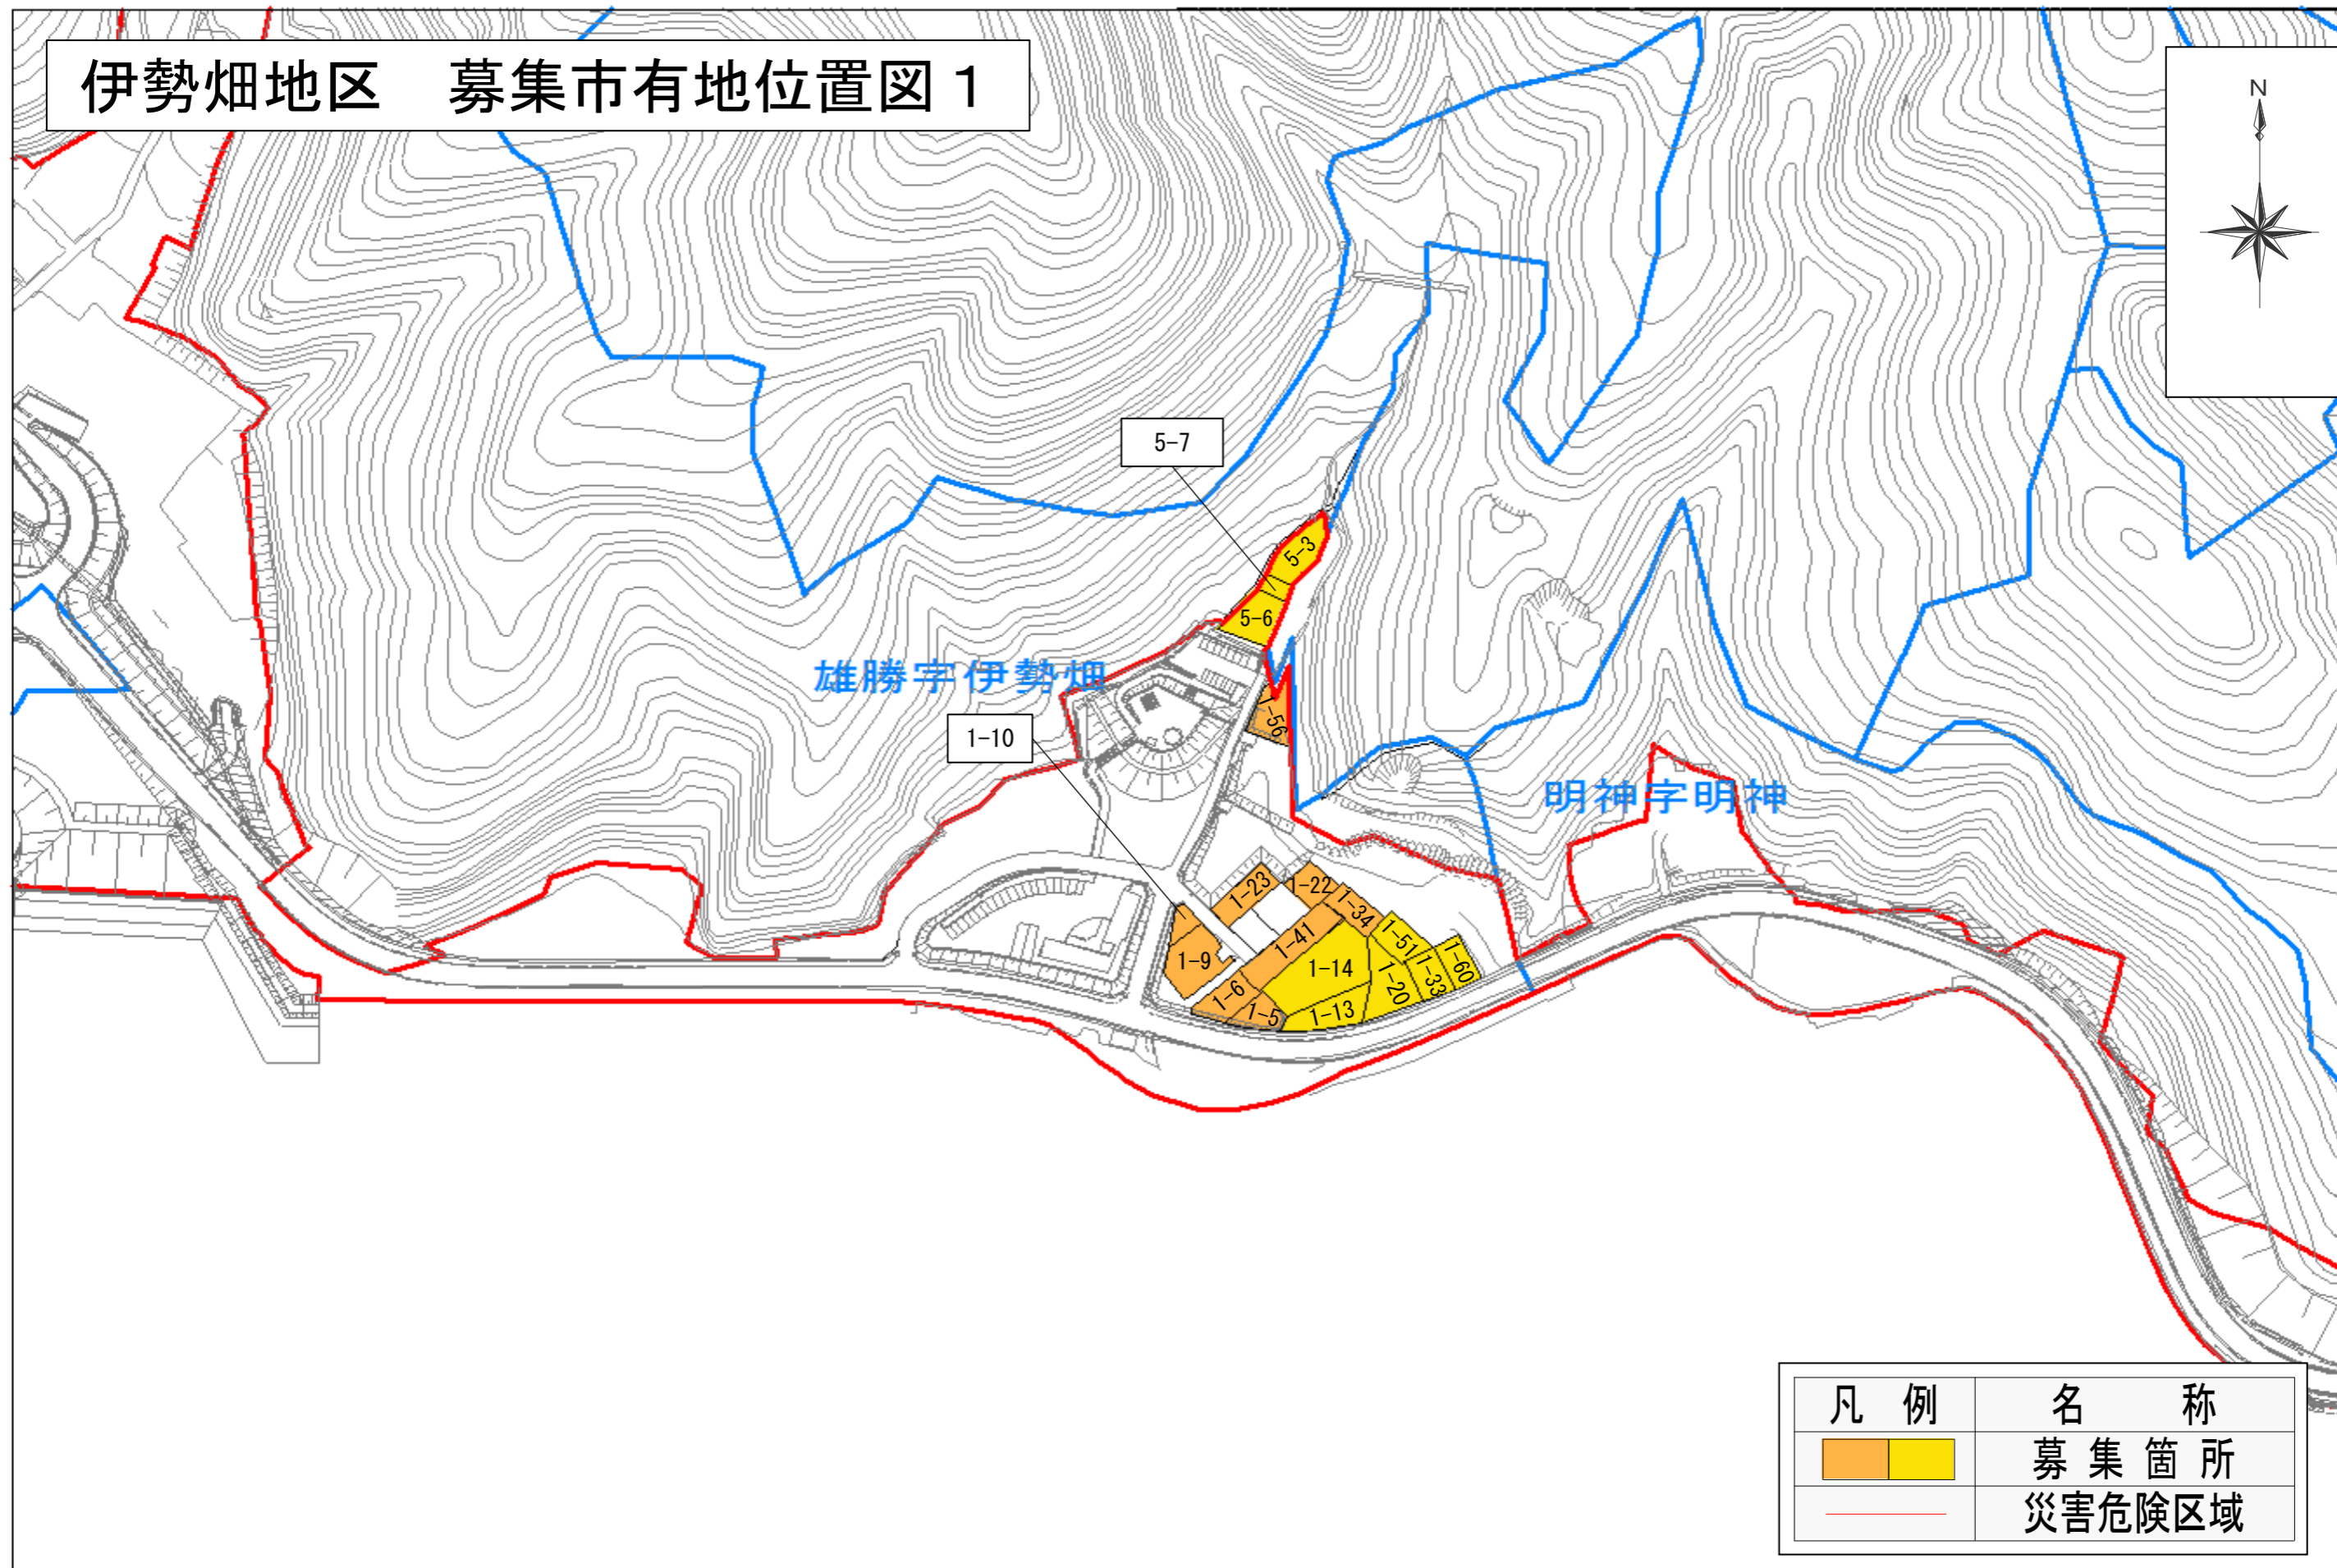 伊勢畑地区　募集市有地位置図１
N
5-7
5-3
5-6
雄勝字伊勢畑
1-56
1-10
明神字明神
1-23
1-22
1-34
1-41
1-51
1-60
1-9
1-14
1-33
1-20
1-6
1-5
1-13
凡 例 名 称
募 集 箇 所
災害危険区域